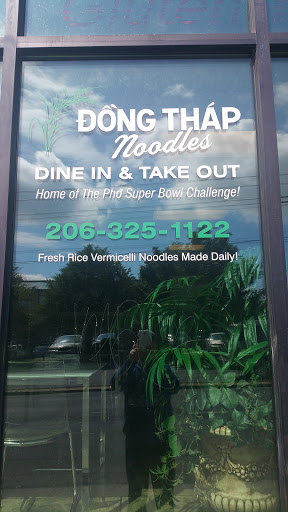 Gluten
ĐỒNG THÁP
Noodles
DINE IN & TAKE OUT
Home of The Phở Super Bowl Challenge!
206-325-1122
Fresh Rice Vermicelli Noodles Made Daily!